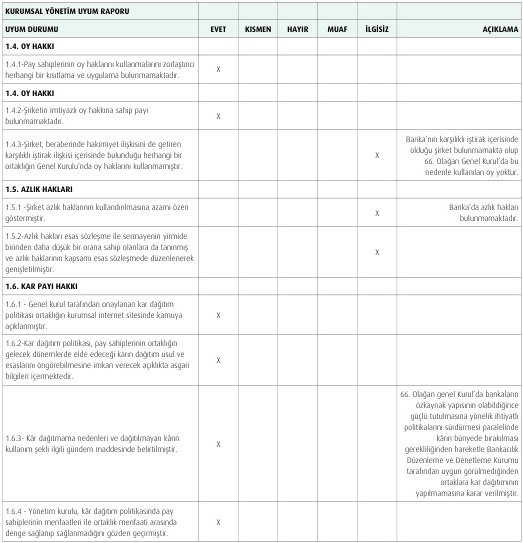 KURUMSAL YÖNETİM UYUM RAPORU
UYUM DURUMU EVET KISMEN HAYIR MUAF İLGİSİZ AÇIKLAMA
1.4. OY HAKKI
1.4.1-Pay sahiplerinin oy haklarını kullanmalarını zorlaştırıcı
herhangi bir kısıtlama ve uygulama bulunmamaktadır.
X
1.4. OY HAKKI
1.4.2-Şirketin imtiyazlı oy hakkına sahip payı
bulunmamaktadır.
X
1.4.3-Şirket, beraberinde hakimiyet ilişkisini de getiren
karşılıklı iştirak ilişkisi içerisinde bulunduğu herhangi bir
ortaklığın Genel Kurulu'nda oy haklarını kullanmamıştır.
X
Banka'nın karşılıklı iştirak içerisinde
olduğu şirket bulunmamakta olup
66. Olağan Genel Kurul'da bu
nedenle kullanılan oy yoktur.
1.5. AZLIK HAKLARI
1.5.1 -Şirket azlık haklarının kullandırılmasına azami özen
göstermiştir.
X
Banka'da azlık hakları
bulunmamaktadır.
1.5.2-Azlık hakları esas sözleşme ile sermayenin yirmide
birinden daha düşük bir orana sahip olanlara da tanınmış
ve azlık haklarının kapsamı esas sözleşmede düzenlenerek
genişletilmiştir.
X
1.6. KAR PAYI HAKKI
1.6.1 - Genel kurul tarafından onaylanan kar dağıtım
politikası ortaklığın kurumsal internet sitesinde kamuya
açıklanmıştır.
X
1.6.2-Kar dağıtım politikası, pay sahiplerinin ortaklığın
gelecek dönemlerde elde edeceği karın dağıtım usul ve
esaslarını öngörebilmesine imkan verecek açıklıkta asgari
bilgileri içermektedir.
X
1.6.3- Kâr dağıtmama nedenleri ve dağıtılmayan kârın
kullanım şekli ilgili gündem maddesinde belirtilmiştir.
X
66. Olağan genel Kurul'da bankaların
özkaynak yapısının olabildiğince
güçlü tutulmasına yönelik ihtiyatlı
politikalarını sürdürmesi paralelinde
kârın bünyede bırakılması
gerekliliğinden hareketle Bankacılık
Düzenleme ve Denetleme Kurumu
tarafından uygun görülmediğinden
ortaklara kar dağıtımının
yapılmamasına karar verilmiştir.
1.6.4 - Yönetim kurulu, kâr dağıtım politikasında pay
sahiplerinin menfaatleri ile ortaklık menfaati arasında
denge sağlanıp sağlanmadığını gözden geçirmiştir.
X